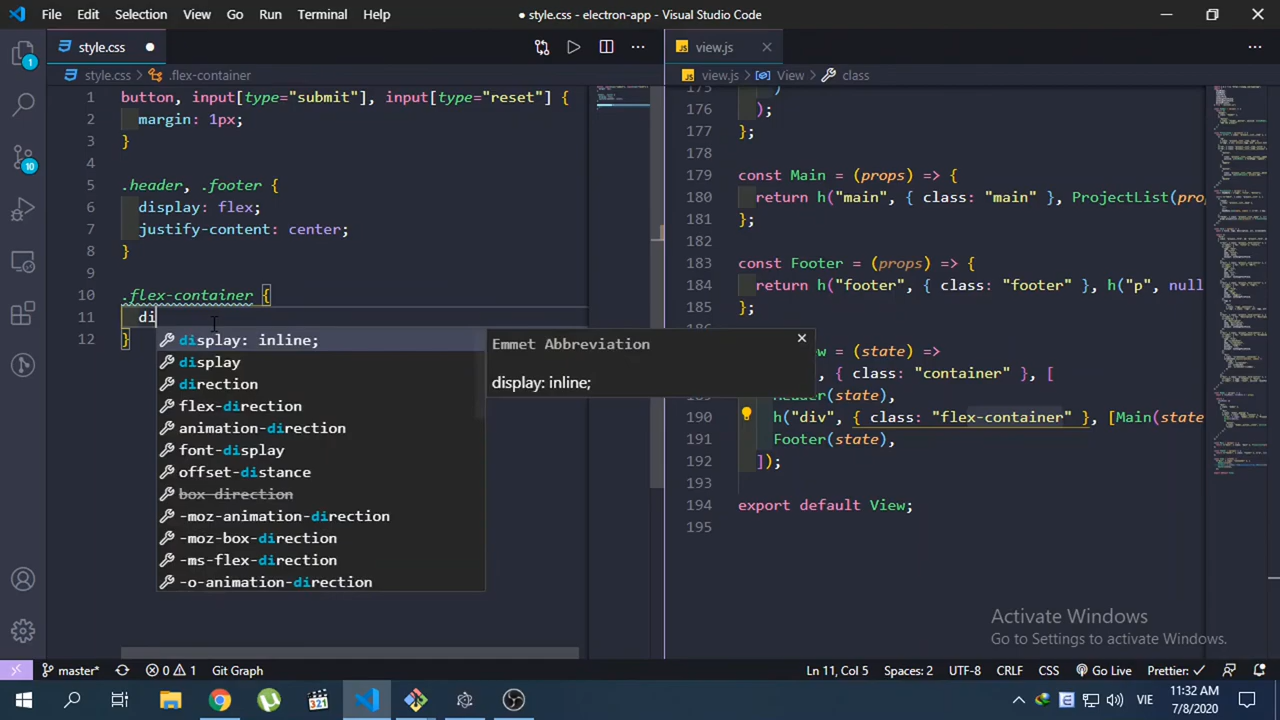 File Edit Selection View Go Run Terminal Help
● style.css - electron-app - Visual Studio Code
style.css
view.js
style.css > .flex-container
view.js > View > class
1 button, input[type="submit"], input[type="reset"] {
2 margin: 1px;
3 }
4
5 .header, .footer {
6 display: flex;
7 justify-content: center;
8 }
9
10 .flex-container {
11 di
12 }
display: inline;
display
direction
flex-direction
animation-direction
font-display
offset-distance
box-direction
-moz-animation-direction
-moz-box-direction
-ms-flex-direction
-o-animation-direction
Emmet Abbreviation
display: inline;
175 )
176 );
177 };
178
179 const Main = (props) => {
180 return h("main", { class: "main" }, ProjectList(pro
181 };
182
183 const Footer = (props) => {
184 return h("footer", { class: "footer" }, h("p", null
185 };
(state) =>
{ class: "container" }, [
(state),
190 h("div", { class: "flex-container" }, [Main(state
191 Footer(state),
192 ]);
193
194 export default View;
195
Activate Windows
Go to Settings to activate Windows.
master* 0 1 Git Graph
Ln 11, Col 5 Spaces: 2 UTF-8 CRLF CSS Go Live Prettier: ✓
1
10
VIE
11:32 AM
7/8/2020